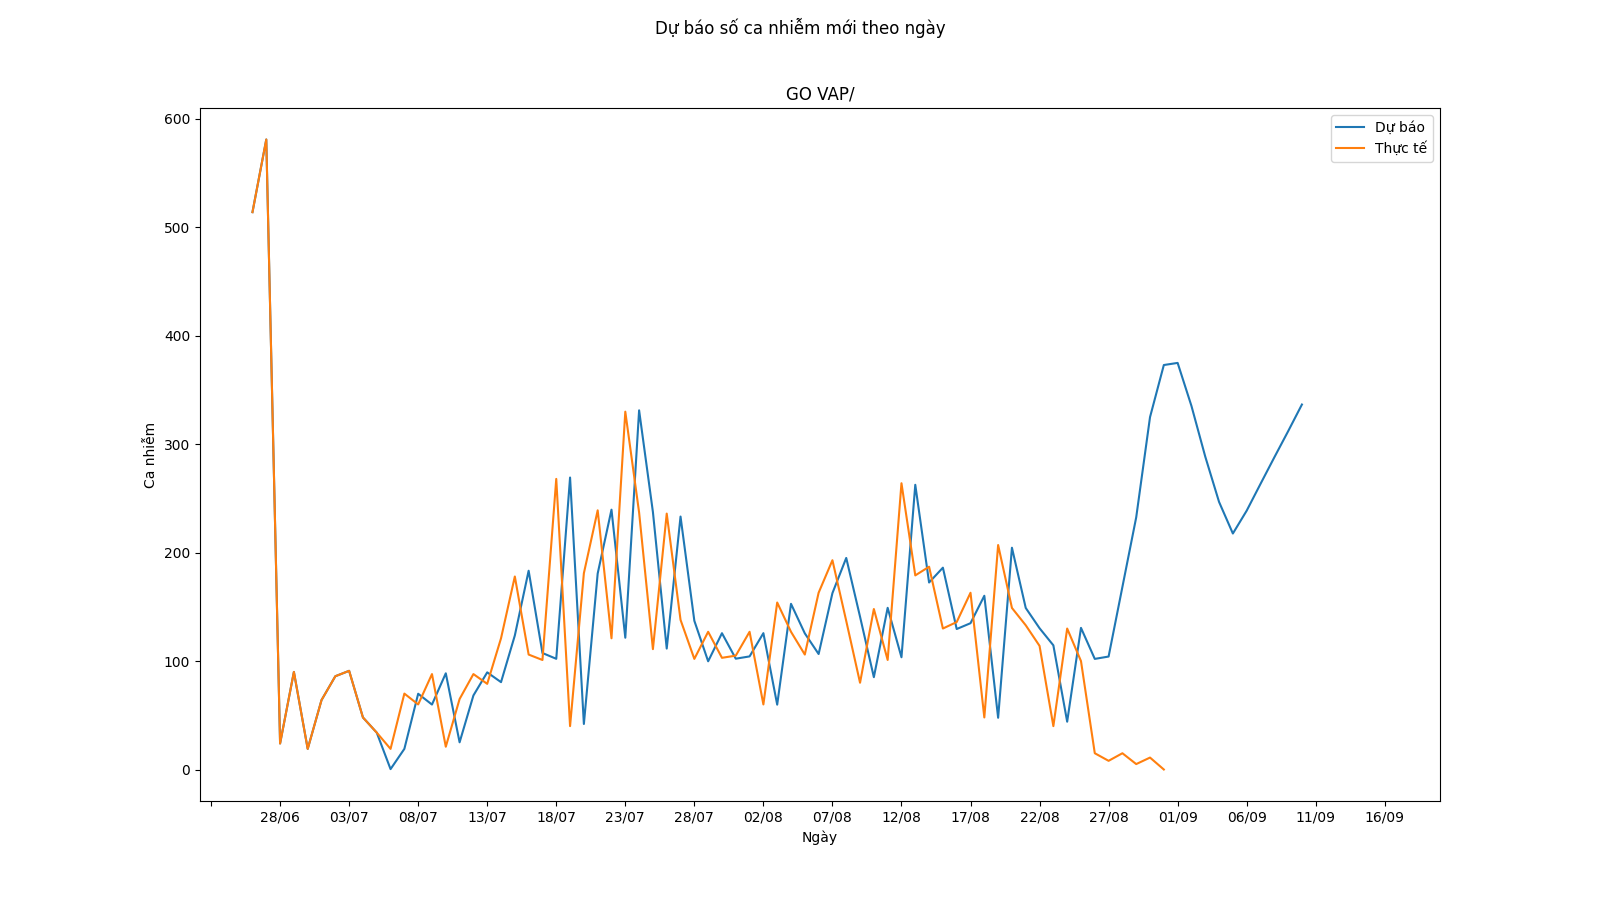 Dự báo số ca nhiễm mới theo ngày
GO VAP/
Dự báo
Thực tế
600
500
400
300
200
100
0
Ca nhiễm
28/06 03/07 08/07 13/07 18/07 23/07 28/07 02/08 07/08 12/08 17/08 22/08 27/08 01/09 06/09 11/09 16/09
Ngày